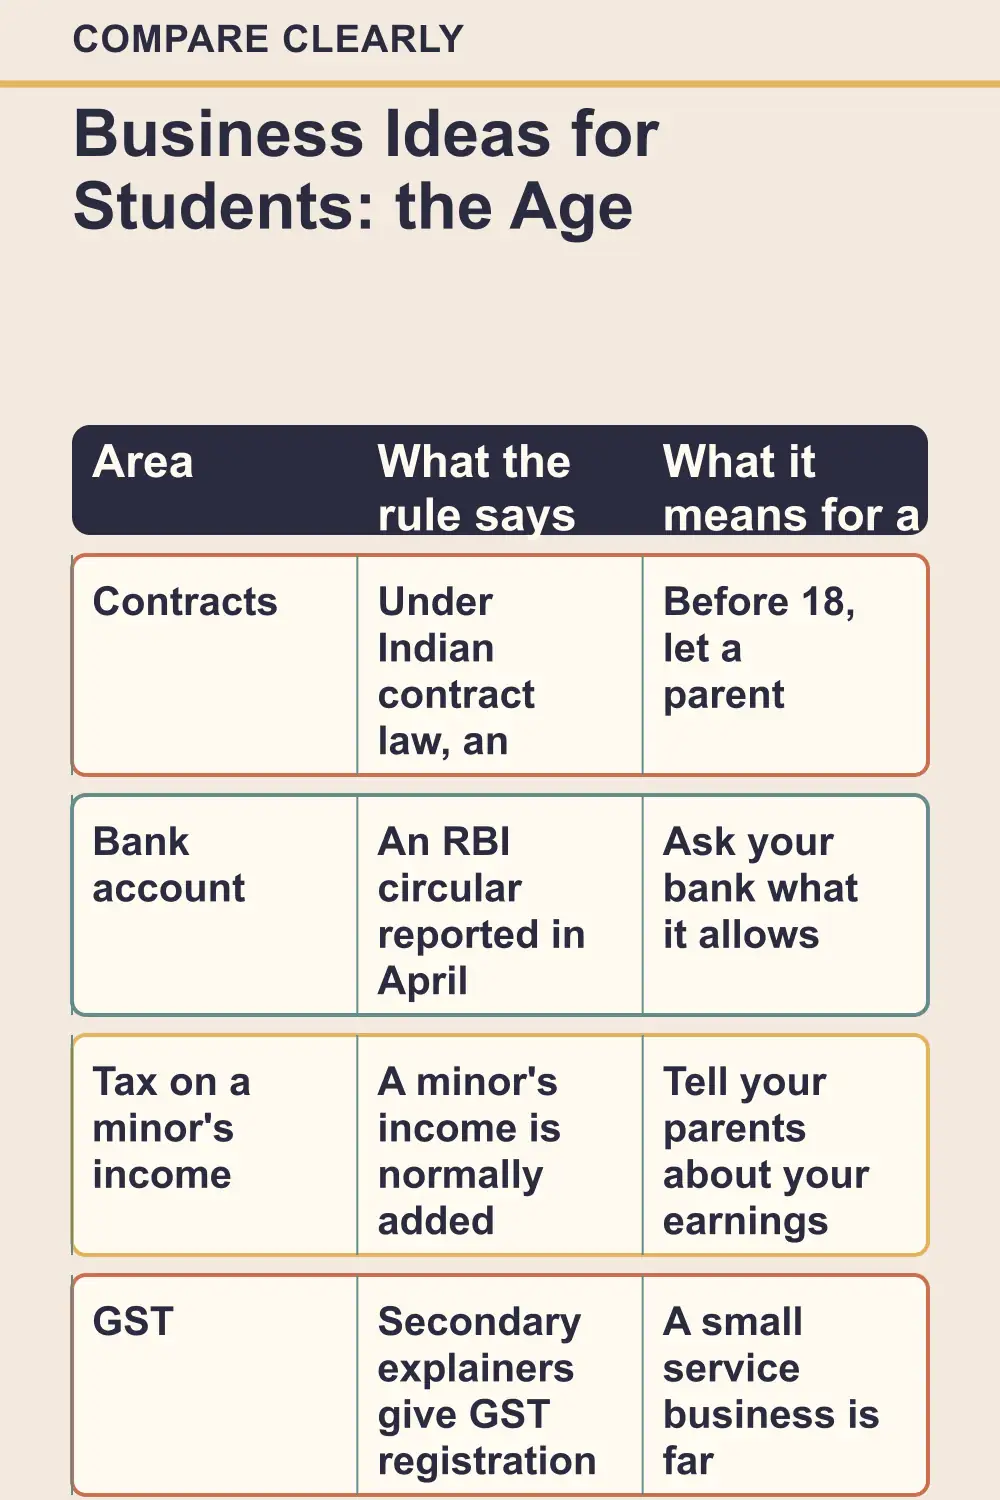 COMPARE CLEARLY
Business Ideas for
Students: the Age
Area
What the
rule says
What it
means for a
Contracts
Under
Indian
contract
law, an
Before 18,
let a
parent
Bank
account
An RBI
circular
reported in
April
Ask your
bank what
it allows
Tax on a
minor's
income
A minor's
income is
normally
added
Tell your
parents
about your
earnings
GST
Secondary
explainers
give GST
registration
A small
service
business is
far